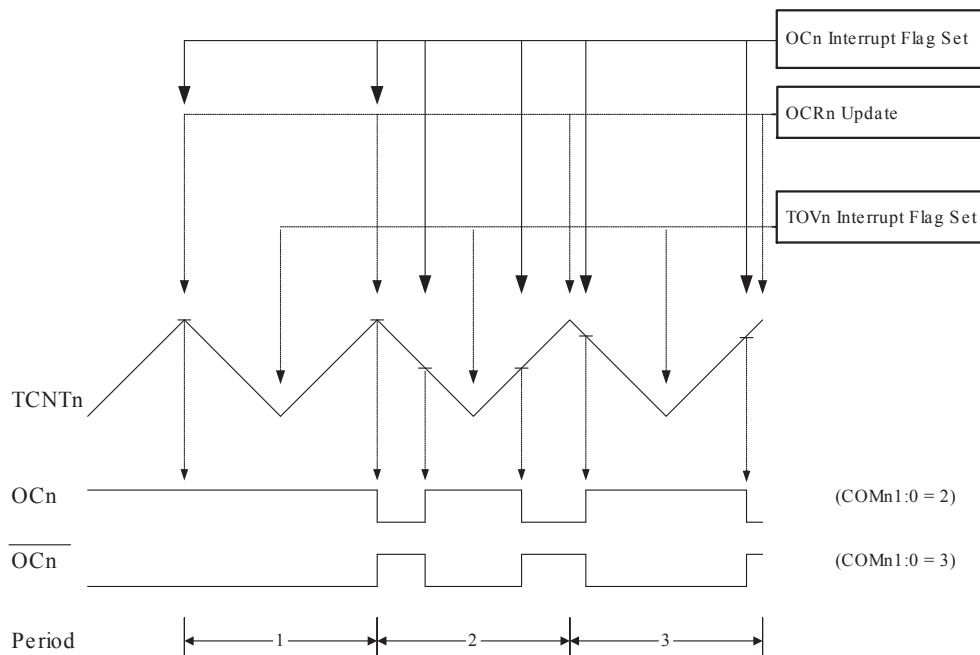 OCn Interrupt Flag Set
OCRn Update
TOVn Interrupt Flag Set
TCNTn
OCn (COMn1:0 = 2)
OCn (COMn1:0 = 3)
Period 1 2 3